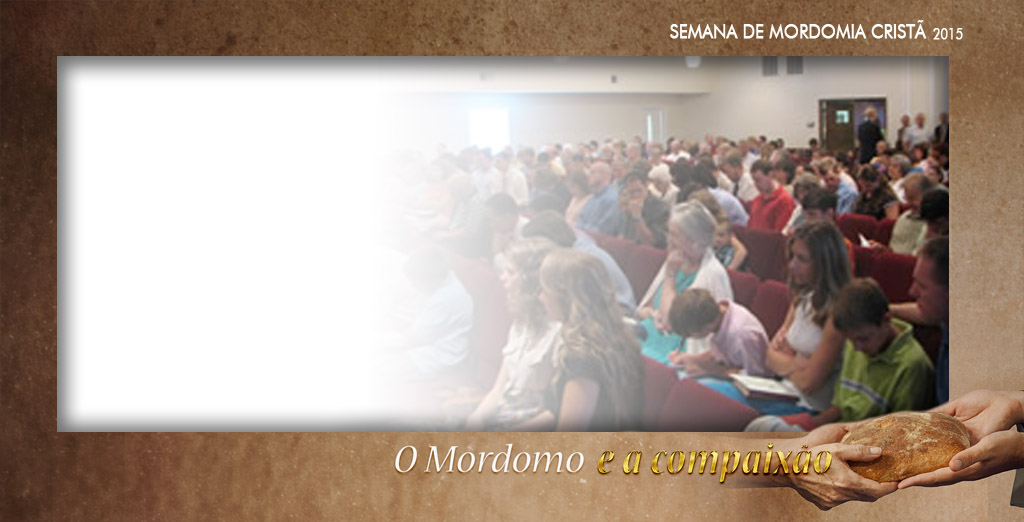 SEMANA DE MORDOMIA CRISTÃ 2015
O Mordomo e a compaixão